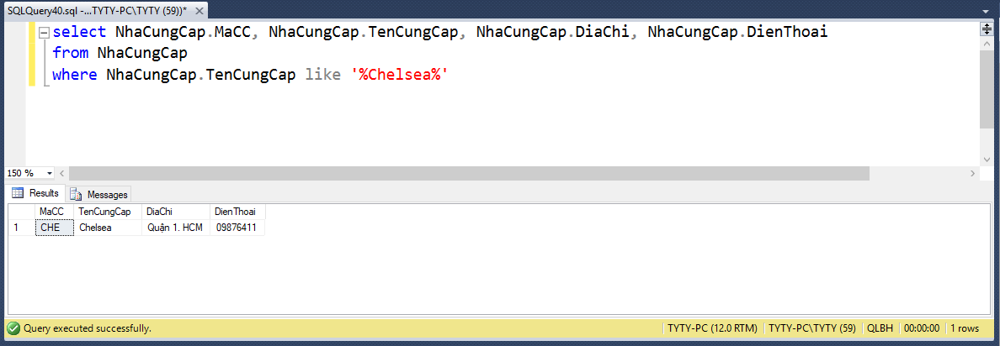 SQLQuery40.sql -...TYTY-PC\TYTY (59))*
select NhaCungCap.MaCC, NhaCungCap.TenCungCap, NhaCungCap.DiaChi, NhaCungCap.DienThoai
from NhaCungCap
where NhaCungCap.TenCungCap like '%Chelsea%'
150 %
Results Messages
MaCC TenCungCap DiaChi DienThoai
1 CHE Chelsea Quận 1. HCM 09876411
Query executed successfully. TYTY-PC (12.0 RTM) TYTY-PC\TYTY (59) QLBH 00:00:00 1 rows